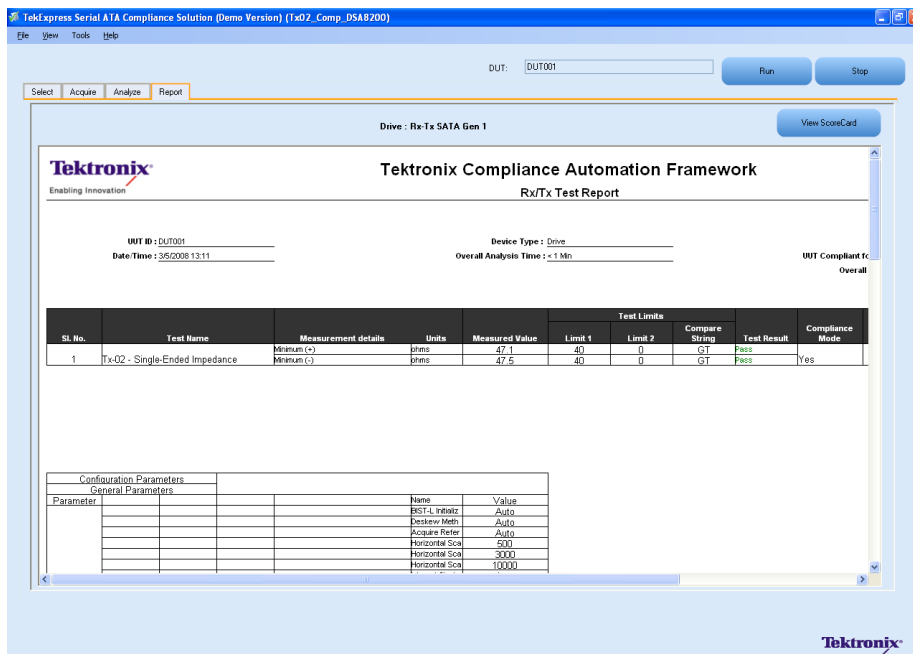 TekExpress Serial ATA Compliance Solution (Demo Version) (Tx02_Comp_DSA8200)
File View Tools Help
DUT: DUT001 Run Stop
Select Acquire Analyze Report
Drive : Rx-Tx SATA Gen 1 View ScoreCard
Tektronix
Enabling Innovation
Tektronix Compliance Automation Framework
Rx/Tx Test Report
UUT ID : DUT001 Device Type : Drive
Date/Time : 3/5/2008 13:11 Overall Analysis Time : < 1 Min UUT Compliant fo
Overall
Test Limits
Sl. No. Test Name Measurement details Units Measured Value Limit 1 Limit 2 Compare String Test Result Compliance Mode
1 Tx-02 - Single-Ended Impedance Minimum (+) ohms 47.1 40 0 GT Pass Yes
Minimum (-) ohms 47.5 40 0 GT Pass
Configuration Parameters
General Parameters
Parameter Name Value
BIST-L Initializ Auto
Deskew Meth Auto
Acquire Refer Auto
Horizontal Sca 500
Horizontal Sca 3000
Horizontal Sca 10000
Tektronix